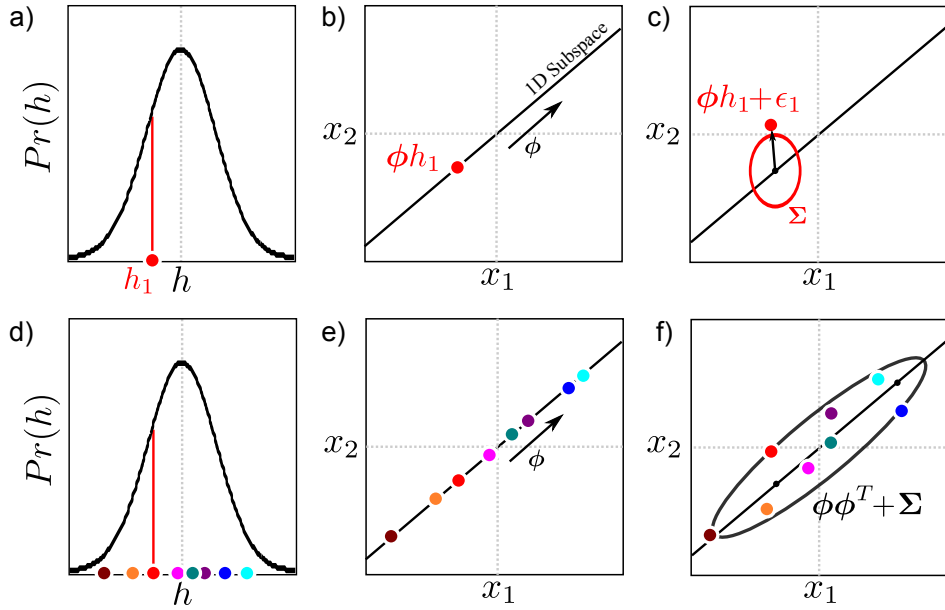 a)
Pr(h)
h₁
h
b)
1D Subspace
ϕ
ϕh₁
x₂
x₁
c)
ϕh₁+ϵ₁
Σ
x₂
x₁
d)
Pr(h)
h
e)
ϕ
x₂
x₁
f)
ϕϕᵀ+Σ
x₂
x₁